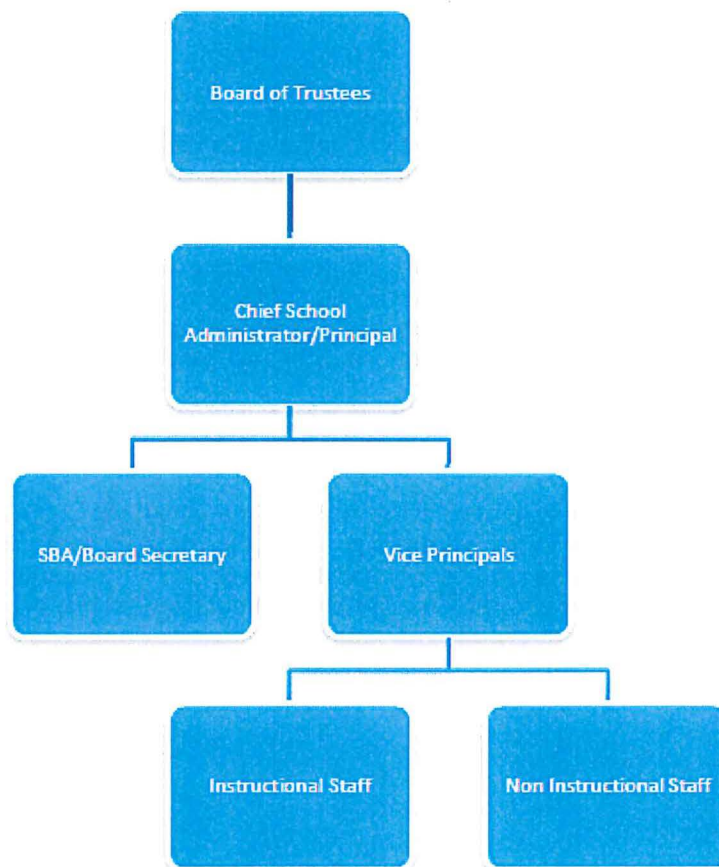 Board of Trustees
Chief School
Administrator/Principal
SBA/Board Secretary
Vice Principals
Instructional Staff
Non Instructional Staff